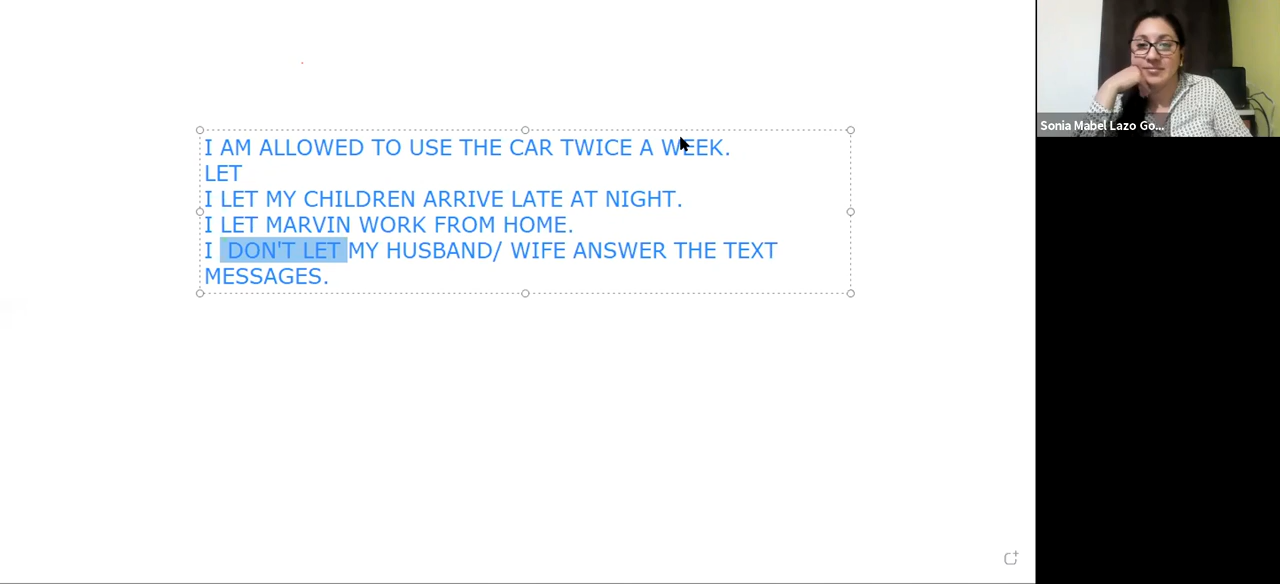 I AM ALLOWED TO USE THE CAR TWICE A WEEK.
LET
I LET MY CHILDREN ARRIVE LATE AT NIGHT.
I LET MARVIN WORK FROM HOME.
I  DON'T LET MY HUSBAND/ WIFE ANSWER THE TEXT
MESSAGES.
Sonia Mabel Lazo Go...